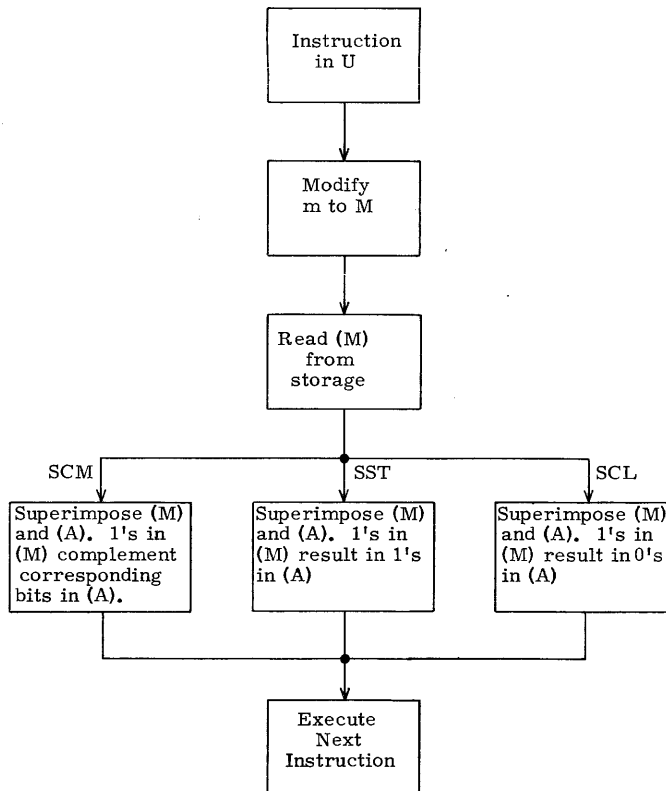 Instruction
in U
Modify
m to M
Read (M)
from
storage
SCM
SST
SCL
Superimpose (M)
and (A). 1's in
(M) complement
corresponding
bits in (A).
Superimpose (M)
and (A). 1's in
(M) result in 1's
in (A)
Superimpose (M)
and (A). 1's in
(M) result in 0's
in (A)
Execute
Next
Instruction